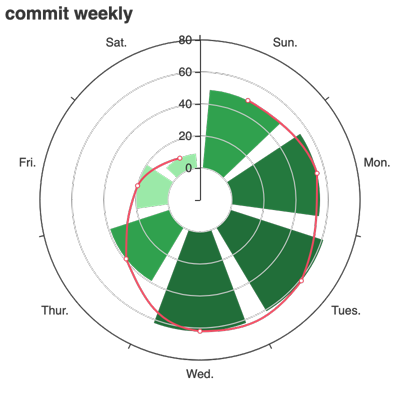 commit weekly
80
60
40
20
0
Sun.
Mon.
Tues.
Wed.
Thur.
Fri.
Sat.